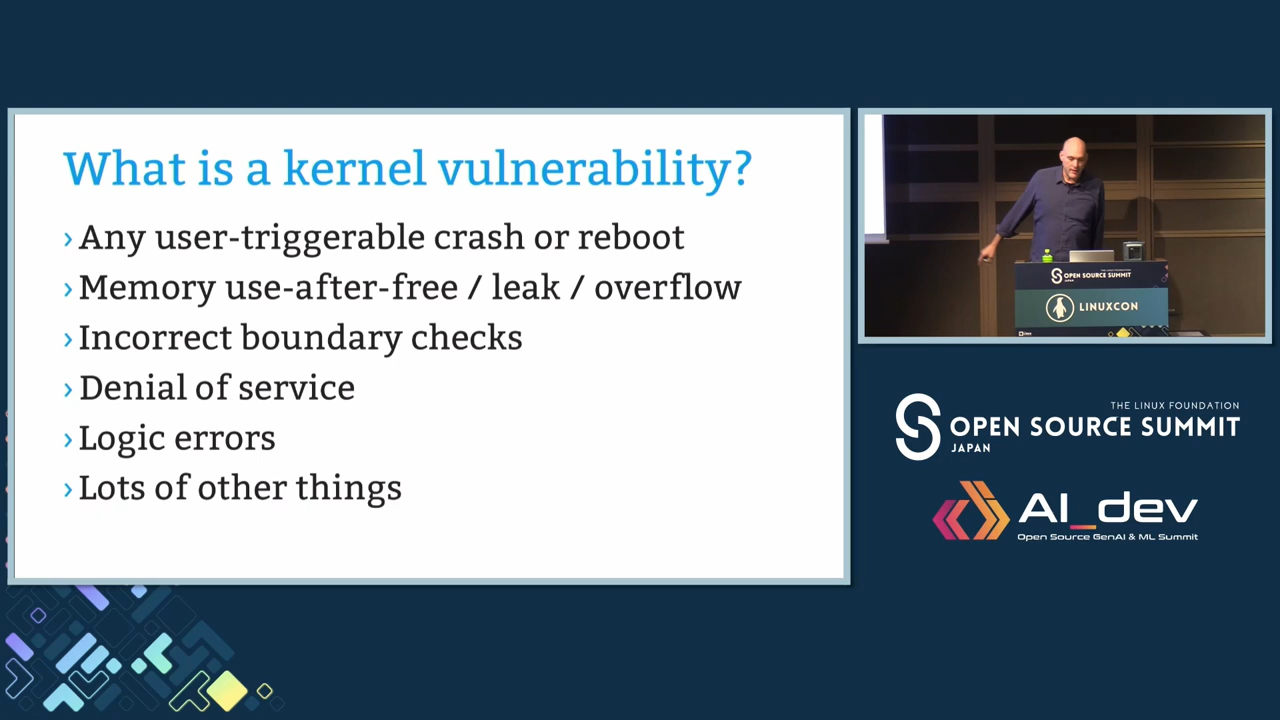 What is a kernel vulnerability?
› Any user-triggerable crash or reboot
› Memory use-after-free / leak / overflow
› Incorrect boundary checks
› Denial of service
› Logic errors
› Lots of other things
OPEN SOURCE SUMMIT
JAPAN
LINUXCON
THE LINUX FOUNDATION
OPEN SOURCE SUMMIT
JAPAN
AI_dev
Open Source GenAI & ML Summit